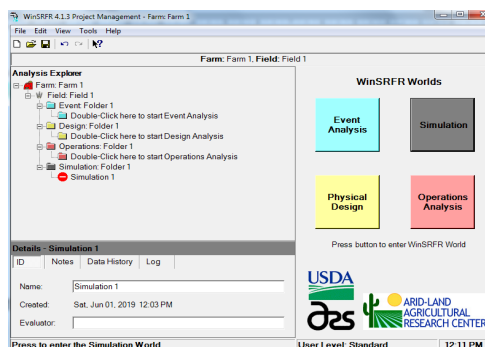 WinSRFR 4.1.3 Project Management - Farm: Farm 1
File Edit View Tools Help
Farm: Farm 1, Field: Field 1
Analysis Explorer
Farm: Farm 1
Field: Field 1
Event: Folder 1
Double-Click here to start Event Analysis
Design: Folder 1
Double-Click here to start Design Analysis
Operations: Folder 1
Double-Click here to start Operations Analysis
Simulation: Folder 1
Simulation 1
WinSRFR Worlds
Event
Analysis
Simulation
Physical
Design
Operations
Analysis
Press button to enter WinSRFR World
Details - Simulation 1
ID Notes Data History Log
Name: Simulation 1
Created: Sat, Jun 01, 2019 12:03 PM
Evaluator:
USDA
ars
ARID-LAND
AGRICULTURAL
RESEARCH CENTER
Press to enter the Simulation World
User Level: Standard 12:11 PM